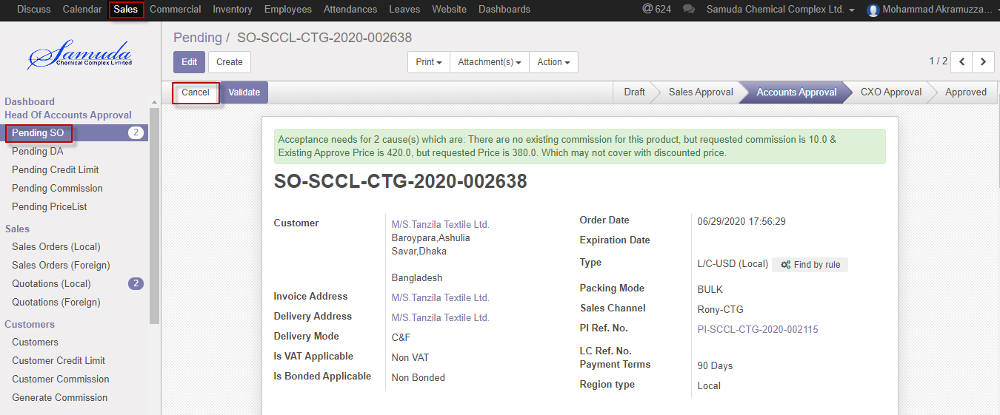 Discuss Calendar Sales Commercial Inventory Employees Attendances Leaves Website Dashboards @ 624 Samuda Chemical Complex Ltd. Mohammad Akramuzza...
Samuda
Chemical Complex Limited
Pending / SO-SCCL-CTG-2020-002638
Edit Create Print Attachment(s) Action 1 / 2
Cancel Validate Draft Sales Approval Accounts Approval CXO Approval Approved
Dashboard
Head Of Accounts Approval
Pending SO 2
Pending DA
Pending Credit Limit
Pending Commission
Pending PriceList
Sales
Sales Orders (Local)
Sales Orders (Foreign)
Quotations (Local) 2
Quotations (Foreign)
Customers
Customers
Customer Credit Limit
Customer Commission
Generate Commission
Acceptance needs for 2 cause(s) which are: There are no existing commission for this product, but requested commission is 10.0 &
Existing Approve Price is 420.0, but requested Price is 380.0. Which may not cover with discounted price.
SO-SCCL-CTG-2020-002638
Customer M/S.Tanzila Textile Ltd.
Baroypara,Ashulia
Savar,Dhaka
Bangladesh
Invoice Address M/S.Tanzila Textile Ltd.
Delivery Address M/S.Tanzila Textile Ltd.
Delivery Mode C&F
Is VAT Applicable Non VAT
Is Bonded Applicable Non Bonded
Order Date 06/29/2020 17:56:29
Expiration Date
Type L/C-USD (Local) Find by rule
Packing Mode BULK
Sales Channel Rony-CTG
PI Ref. No. PI-SCCL-CTG-2020-002115
LC Ref. No.
Payment Terms 90 Days
Region type Local